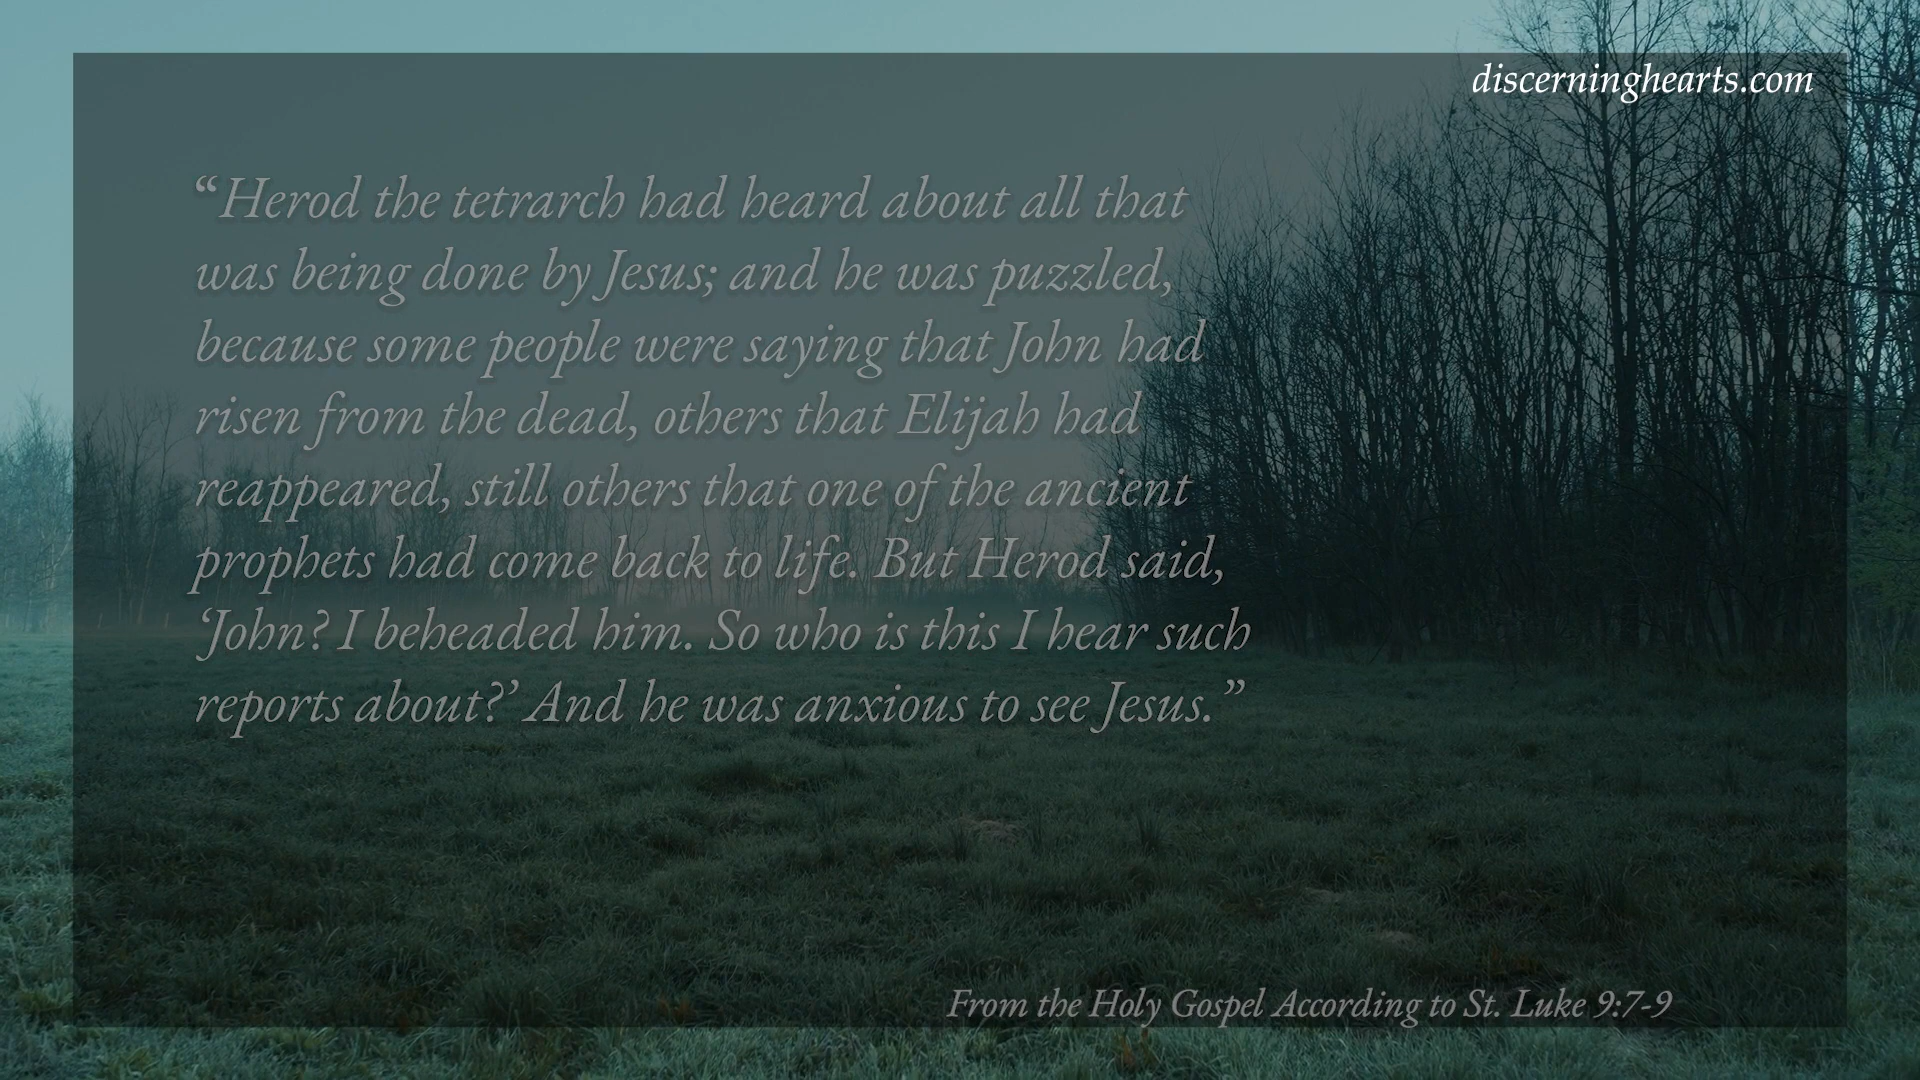 discerninghearts.com
“Herod the tetrarch had heard about all that
was being done by Jesus; and he was puzzled,
because some people were saying that John had
risen from the dead, others that Elijah had
reappeared, still others that one of the ancient
prophets had come back to life. But Herod said,
‘John? I beheaded him. So who is this I hear such
reports about?’ And he was anxious to see Jesus.”
From the Holy Gospel According to St. Luke 9:7-9